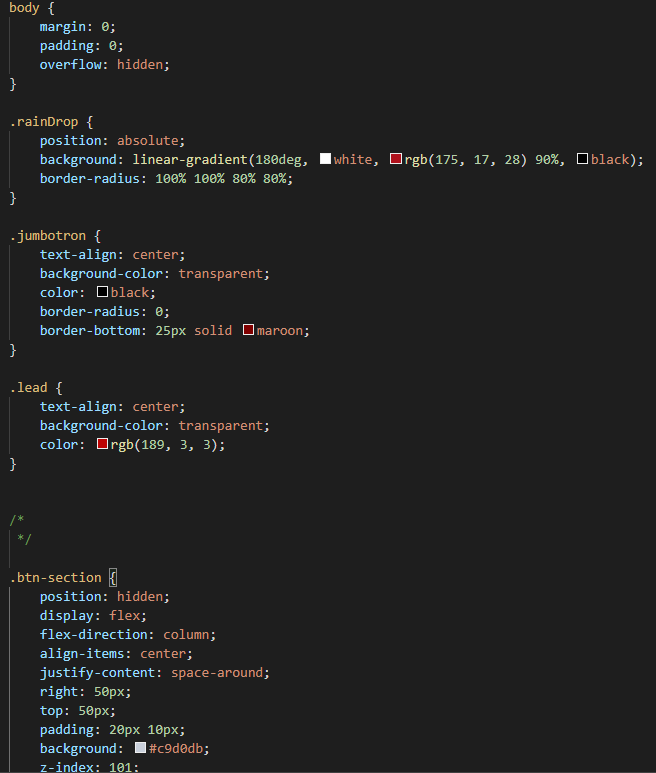 body {
    margin: 0;
    padding: 0;
    overflow: hidden;
}

.rainDrop {
    position: absolute;
    background: linear-gradient(180deg, white, rgb(175, 17, 28) 90%, black);
    border-radius: 100% 100% 80% 80%;
}

.jumbotron {
    text-align: center;
    background-color: transparent;
    color: black;
    border-radius: 0;
    border-bottom: 25px solid maroon;
}

.lead {
    text-align: center;
    background-color: transparent;
    color: rgb(189, 3, 3);
}


/*
 */

.btn-section {
    position: hidden;
    display: flex;
    flex-direction: column;
    align-items: center;
    justify-content: space-around;
    right: 50px;
    top: 50px;
    padding: 20px 10px;
    background: #c9d0db;
    z-index: 101;